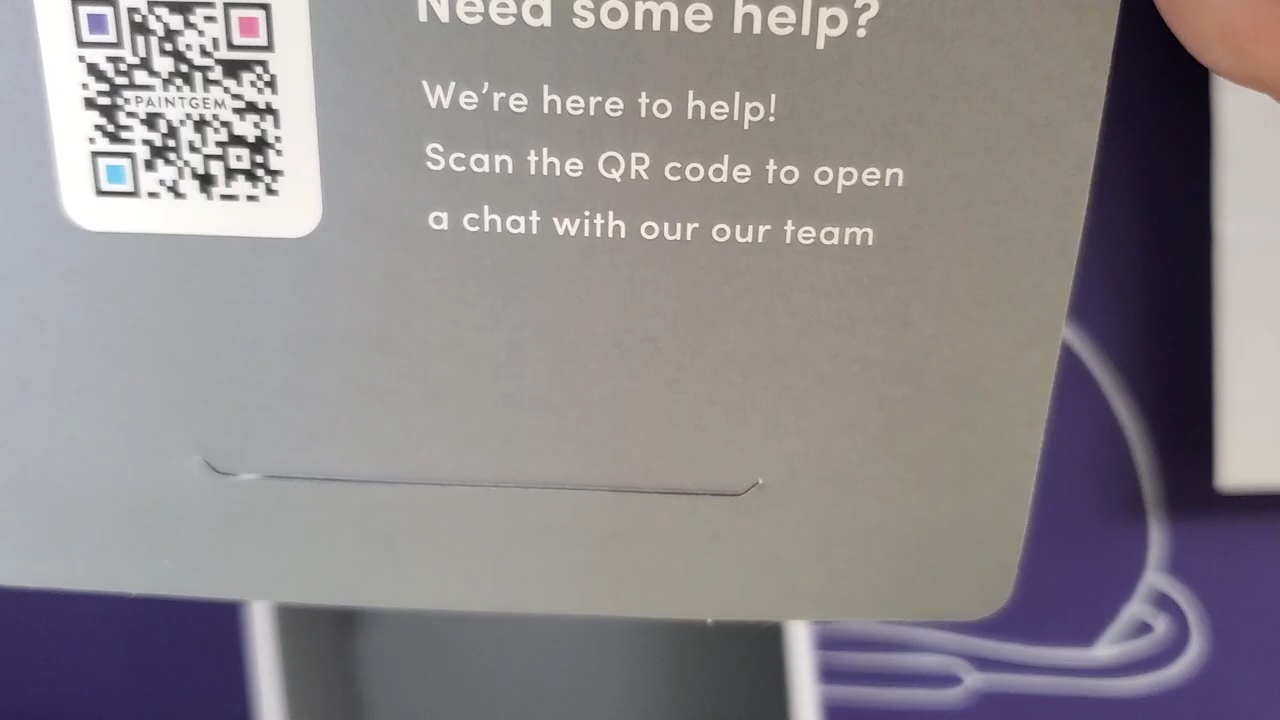 Need some help?
PAINTGEM
We're here to help!
Scan the QR code to open
a chat with our our team